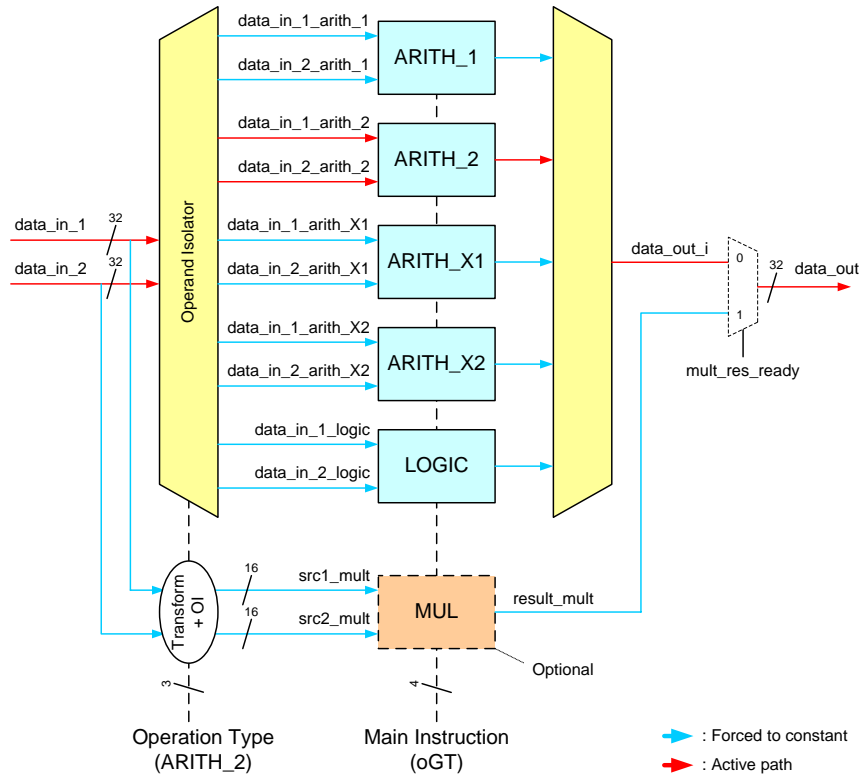 data_in_1_arith_1
ARITH_1
data_in_2_arith_1
data_in_1_arith_2
ARITH_2
data_in_2_arith_2
data_in_1
32
data_in_2
32
Operand Isolator
data_in_1_arith_X1
ARITH_X1
data_in_2_arith_X1
data_out_i
0
1
32
data_out
mult_res_ready
data_in_1_arith_X2
ARITH_X2
data_in_2_arith_X2
data_in_1_logic
LOGIC
data_in_2_logic
Transform
+ OI
16
src1_mult
16
src2_mult
MUL
result_mult
Optional
3
4
Operation Type
(ARITH_2)
Main Instruction
(oGT)
: Forced to constant
: Active path